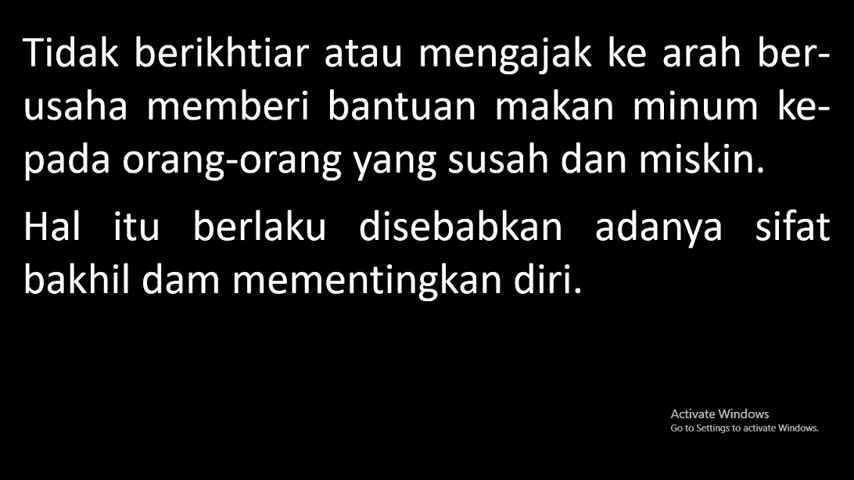 Tidak berikhtiar atau mengajak ke arah ber-
usaha memberi bantuan makan minum ke-
pada orang-orang yang susah dan miskin.
Hal itu berlaku disebabkan adanya sifat
bakhil dam mementingkan diri.
Activate Windows
Go to Settings to activate Windows.